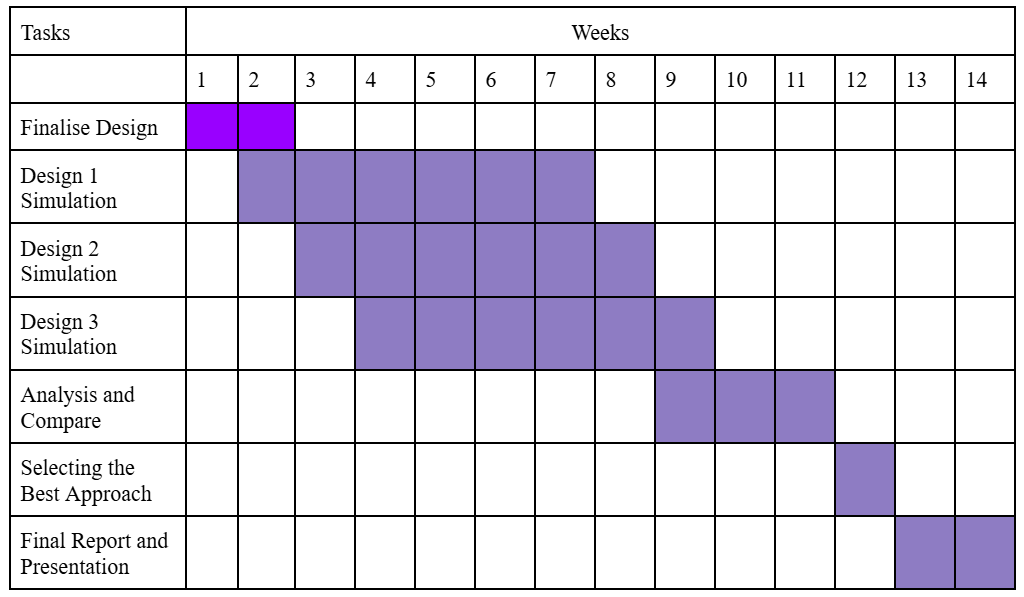 Tasks Weeks
1 2 3 4 5 6 7 8 9 10 11 12 13 14
Finalise Design
Design 1
Simulation
Design 2
Simulation
Design 3
Simulation
Analysis and
Compare
Selecting the
Best Approach
Final Report and
Presentation